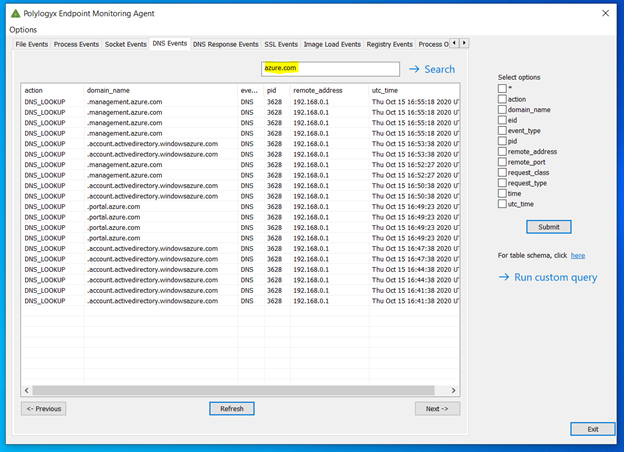 Polylogyx Endpoint Monitoring Agent
Options
File Events Process Events Socket Events DNS Events DNS Response Events SSL Events Image Load Events Registry Events Process O
azure.com
Search
action domain_name eve... pid remote_address utc_time
DNS_LOOKUP .management.azure.com DNS 3628 192.168.0.1 Thu Oct 15 16:55:18 2020 UT
DNS_LOOKUP .management.azure.com DNS 3628 192.168.0.1 Thu Oct 15 16:55:18 2020 UT
DNS_LOOKUP .management.azure.com DNS 3628 192.168.0.1 Thu Oct 15 16:55:18 2020 UT
DNS_LOOKUP .management.azure.com DNS 3628 192.168.0.1 Thu Oct 15 16:55:18 2020 UT
DNS_LOOKUP .account.activedirectory.windowsazure.com DNS 3628 192.168.0.1 Thu Oct 15 16:53:38 2020 UT
DNS_LOOKUP .account.activedirectory.windowsazure.com DNS 3628 192.168.0.1 Thu Oct 15 16:53:38 2020 UT
DNS_LOOKUP .management.azure.com DNS 3628 192.168.0.1 Thu Oct 15 16:52:27 2020 UT
DNS_LOOKUP .management.azure.com DNS 3628 192.168.0.1 Thu Oct 15 16:52:27 2020 UT
DNS_LOOKUP .account.activedirectory.windowsazure.com DNS 3628 192.168.0.1 Thu Oct 15 16:50:38 2020 UT
DNS_LOOKUP .account.activedirectory.windowsazure.com DNS 3628 192.168.0.1 Thu Oct 15 16:50:38 2020 UT
DNS_LOOKUP .portal.azure.com DNS 3628 192.168.0.1 Thu Oct 15 16:49:23 2020 UT
DNS_LOOKUP .portal.azure.com DNS 3628 192.168.0.1 Thu Oct 15 16:49:23 2020 UT
DNS_LOOKUP .portal.azure.com DNS 3628 192.168.0.1 Thu Oct 15 16:49:23 2020 UT
DNS_LOOKUP .portal.azure.com DNS 3628 192.168.0.1 Thu Oct 15 16:49:23 2020 UT
DNS_LOOKUP .account.activedirectory.windowsazure.com DNS 3628 192.168.0.1 Thu Oct 15 16:47:38 2020 UT
DNS_LOOKUP .account.activedirectory.windowsazure.com DNS 3628 192.168.0.1 Thu Oct 15 16:47:38 2020 UT
DNS_LOOKUP .account.activedirectory.windowsazure.com DNS 3628 192.168.0.1 Thu Oct 15 16:44:38 2020 UT
DNS_LOOKUP .account.activedirectory.windowsazure.com DNS 3628 192.168.0.1 Thu Oct 15 16:44:38 2020 UT
DNS_LOOKUP .account.activedirectory.windowsazure.com DNS 3628 192.168.0.1 Thu Oct 15 16:41:38 2020 UT
DNS_LOOKUP .account.activedirectory.windowsazure.com DNS 3628 192.168.0.1 Thu Oct 15 16:41:38 2020 UT
<- Previous
Refresh
Next ->
Select options
*
action
domain_name
eid
event_type
pid
remote_address
remote_port
request_class
request_type
time
utc_time
Submit
For table schema, click here
Run custom query
Exit